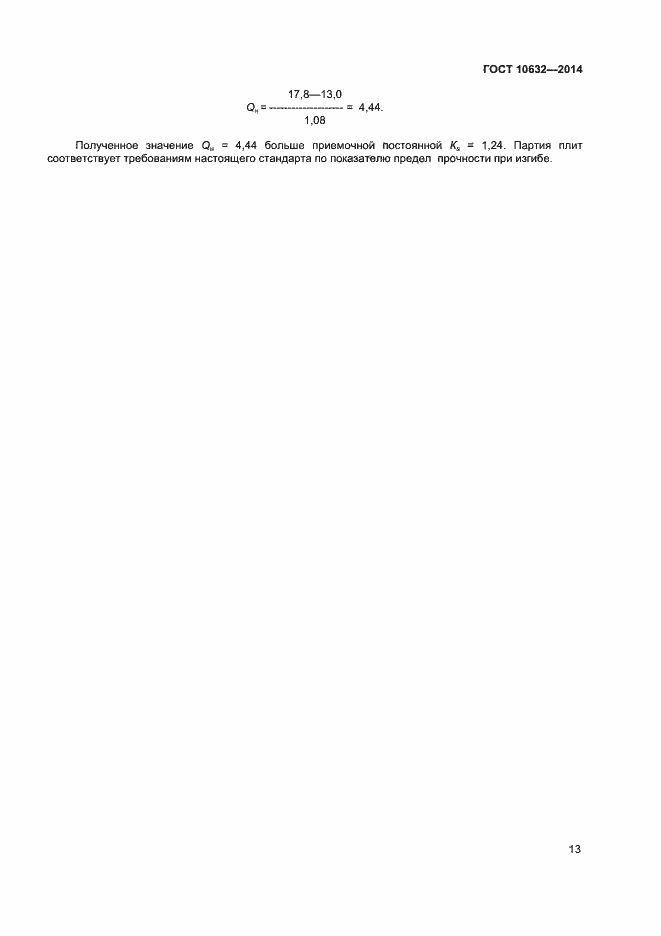 ГОСТ 10632—2014
17,8—13,0
Qн = -------------------- = 4,44.
1,08
Полученное значение Qн = 4,44 больше приемочной постоянной Ks = 1,24. Партия плит
соответствует требованиям настоящего стандарта по показателю предел прочности при изгибе.
13